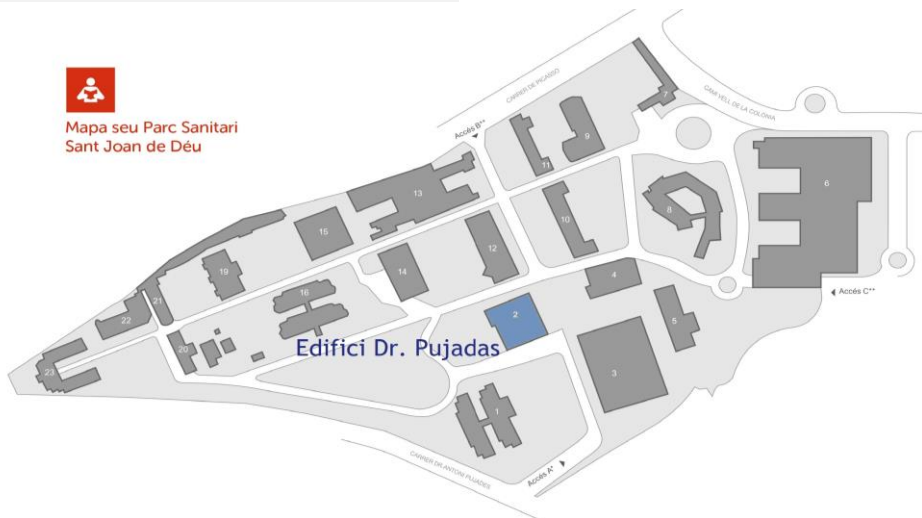 Mapa seu Parc Sanitari
Sant Joan de Déu
CARRER DE PICASSO
CAMÍ VELL DE LA COLÒNIA
Accés B**
7
9
11
13
6
8
10
15
12
19
14
4
16
21
Accés C**
2
22
5
20
Edifici Dr. Pujadas
23
3
1
CARRER DR. ANTONI PUJADES
Accés A*